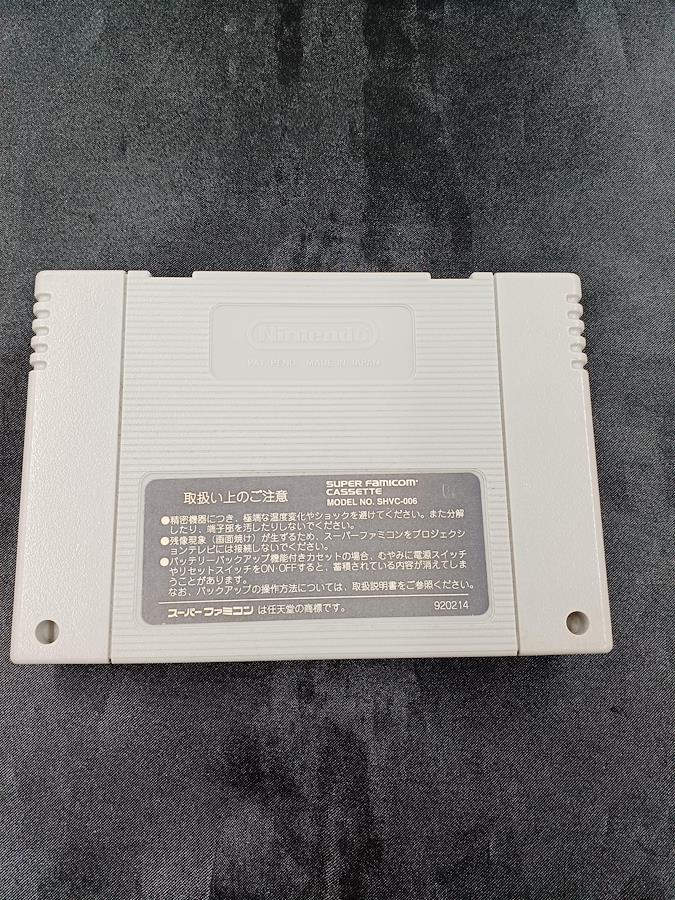 Nintendo
PAT. PEND. MADE IN JAPAN
取扱い上のご注意
SUPER FAMICOM
CASSETTE
MODEL NO. SHVC-006
●精密機器につき、極端な温度変化やショックを避けてください。また分解
したり、端子部を汚したりしないでください。
●残像現象（画面焼け）が生ずるため、スーパーファミコンをプロジェクシ
ョンテレビには接続しないでください。
●バッテリーバックアップ機能付きカセットの場合、むやみに電源スイッチ
やリセットスイッチをON・OFFすると、蓄積されている内容が消えてしま
うことがあります。
なお、バックアップの操作方法については、取扱説明書をご参照ください。
スーパーファミコン は任天堂の商標です。
920214